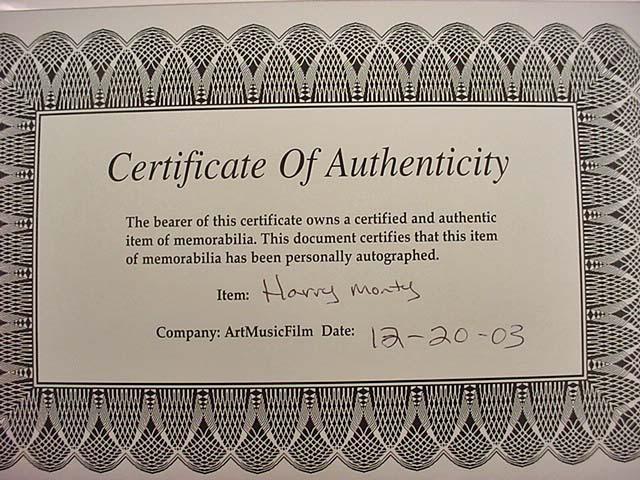 Certificate Of Authenticity
The bearer of this certificate owns a certified and authentic
item of memorabilia. This document certifies that this item
of memorabilia has been personally autographed.
Item: Harry Monty
Company: ArtMusicFilm Date: 12-20-03